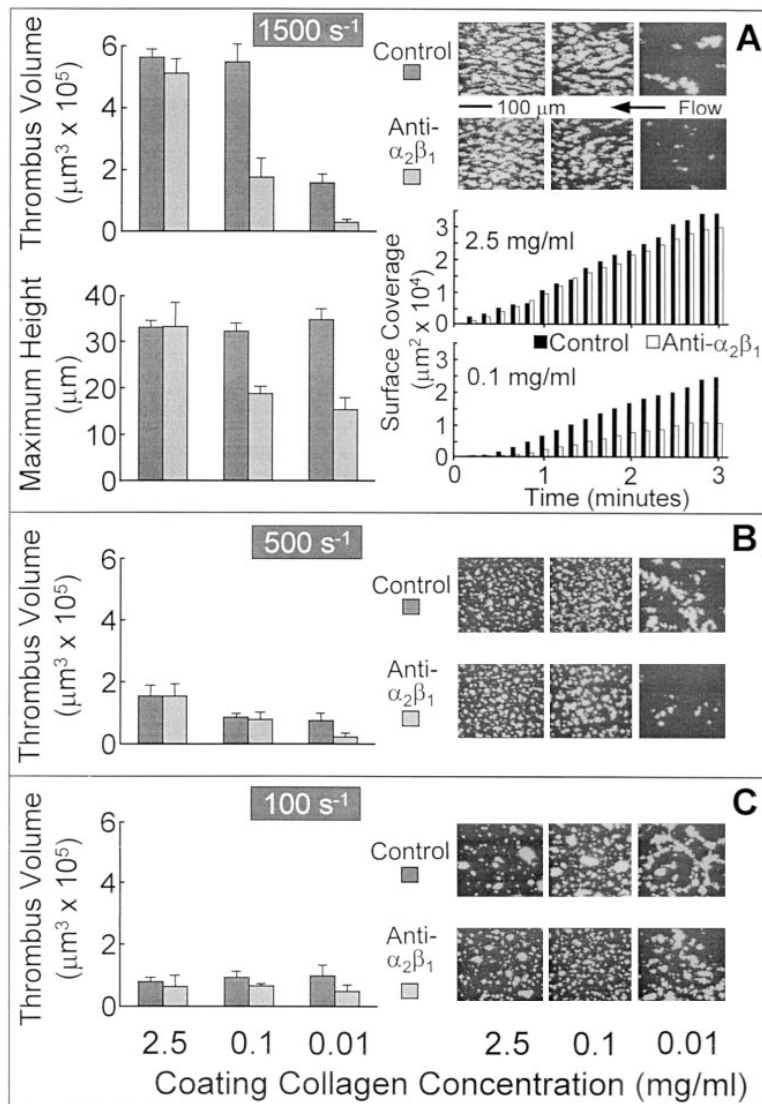 A
1500 s-1
Thrombus Volume
(μm3 x 105)
6
4
2
0
Control
100 μm
Flow
Anti-
α2β1
Maximum Height
(μm)
40
30
20
10
0
Surface Coverage
(μm2 x 104)
2.5 mg/ml
3
2
1
0
Control
Anti-α2β1
0.1 mg/ml
3
2
1
0
0
1
2
3
Time (minutes)
B
500 s-1
Thrombus Volume
(μm3 x 105)
6
4
2
0
Control
Anti-
α2β1
C
100 s-1
Thrombus Volume
(μm3 x 105)
6
4
2
0
Control
Anti-
α2β1
2.5 0.1 0.01 2.5 0.1 0.01
Coating Collagen Concentration (mg/ml)